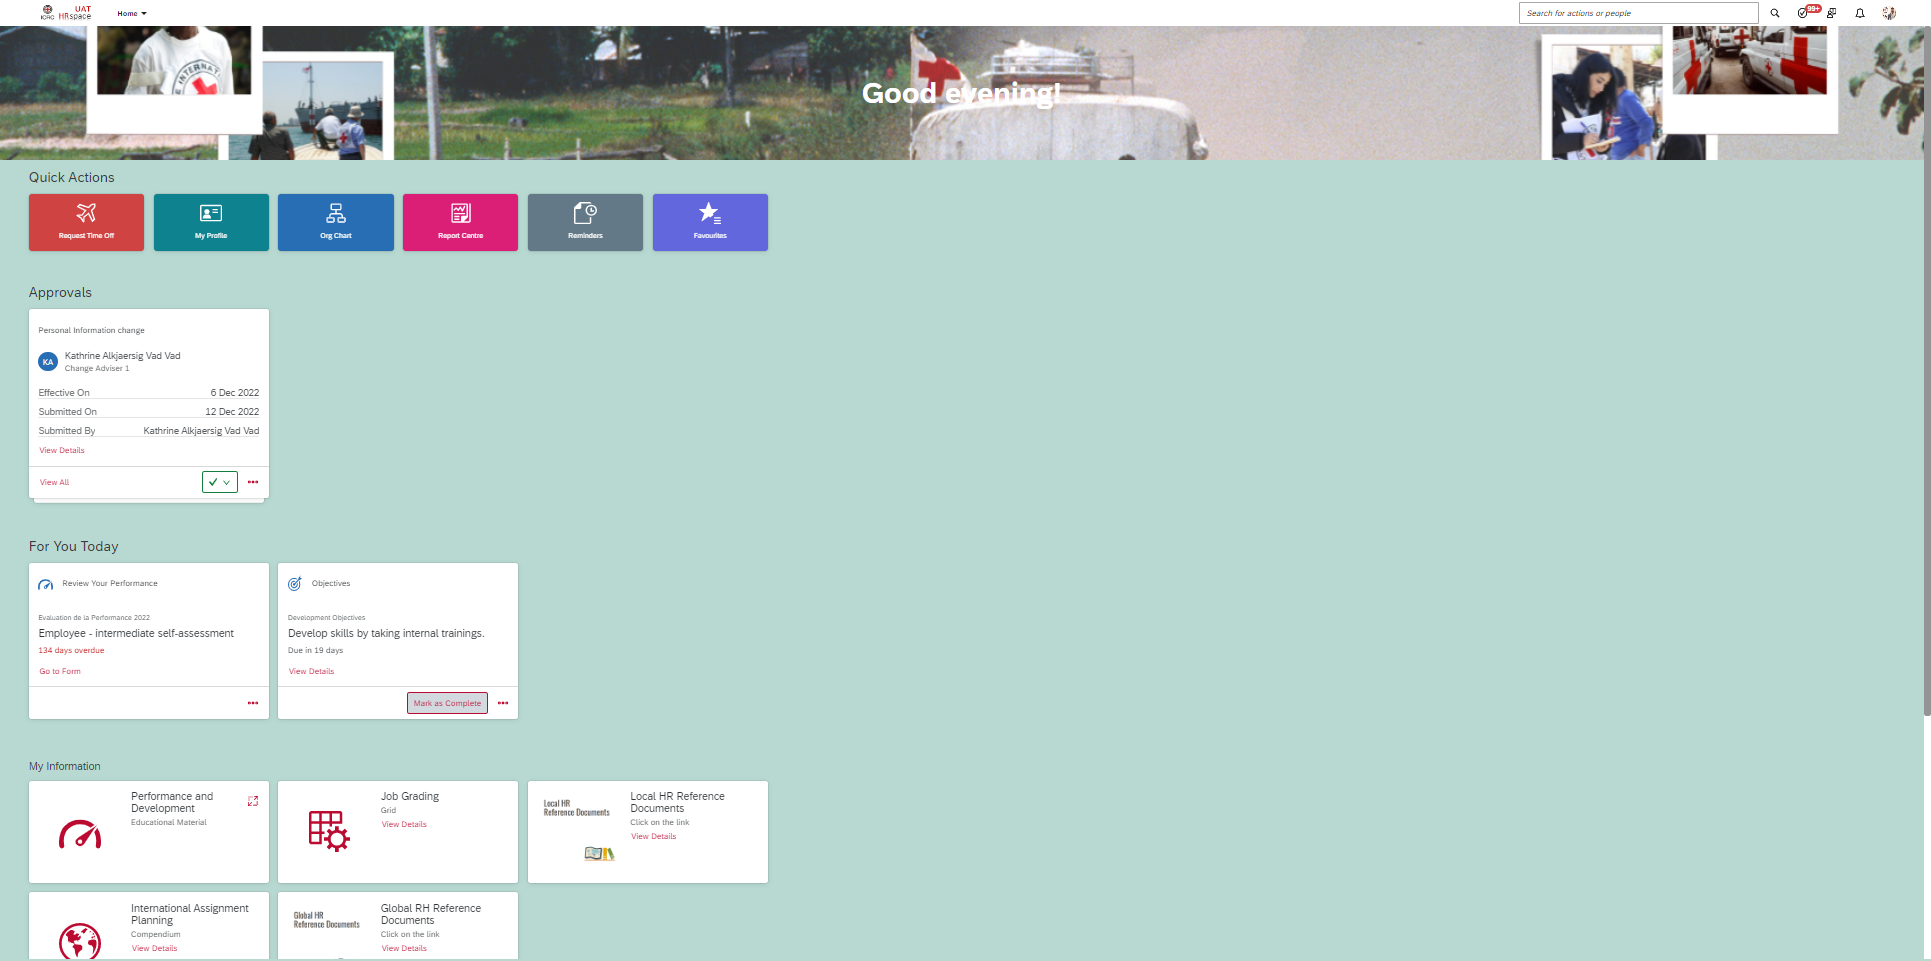 ICRC
UAT
HRspace
Home
Search for actions or people
99+
INTERNAT
Good evening!
Quick Actions
Request Time Off
My Profile
Org Chart
Report Centre
Reminders
Favourites
Approvals
Personal Information change
KA
Kathrine Alkjaersig Vad Vad
Change Adviser 1
Effective On 6 Dec 2022
Submitted On 12 Dec 2022
Submitted By Kathrine Alkjaersig Vad Vad
View Details
View All
For You Today
Review Your Performance
Evaluation de la Performance 2022
Employee - intermediate self-assessment
134 days overdue
Go to Form
Objectives
Development Objectives
Develop skills by taking internal trainings.
Due in 19 days
View Details
Mark as Complete
My Information
Performance and
Development
Educational Material
Job Grading
Grid
View Details
Local HR
Reference Documents
Local HR Reference
Documents
Click on the link
View Details
International Assignment
Planning
Compendium
View Details
Global HR
Reference Documents
Global RH Reference
Documents
Click on the link
View Details